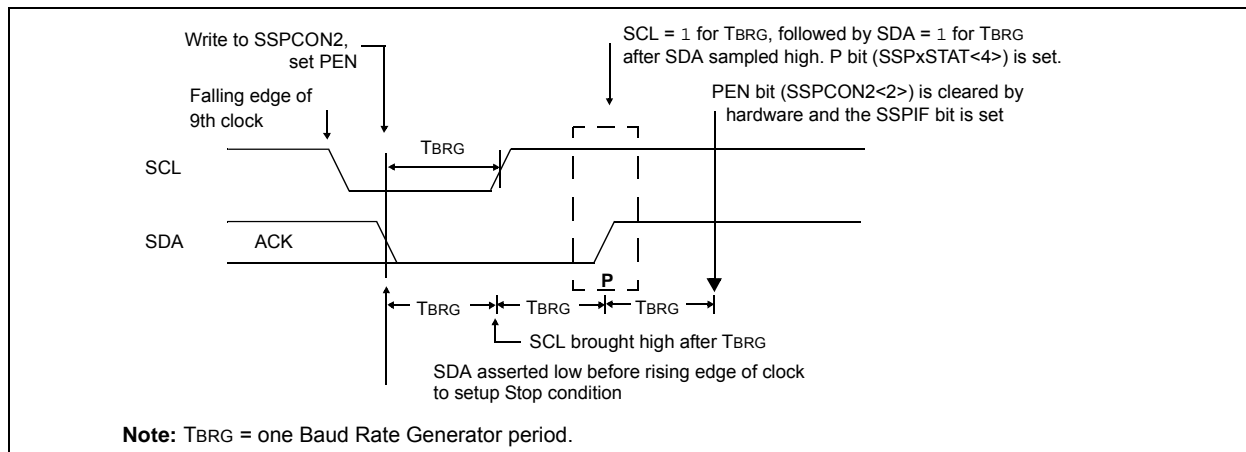 Write to SSPCON2,
set PEN
SCL = 1 for TBRG, followed by SDA = 1 for TBRG
after SDA sampled high. P bit (SSPxSTAT<4>) is set.
Falling edge of
9th clock
PEN bit (SSPCON2<2>) is cleared by
hardware and the SSPIF bit is set
TBRG
SCL
SDA
ACK
P
TBRG
TBRG
TBRG
SCL brought high after TBRG
SDA asserted low before rising edge of clock
to setup Stop condition
Note: TBRG = one Baud Rate Generator period.